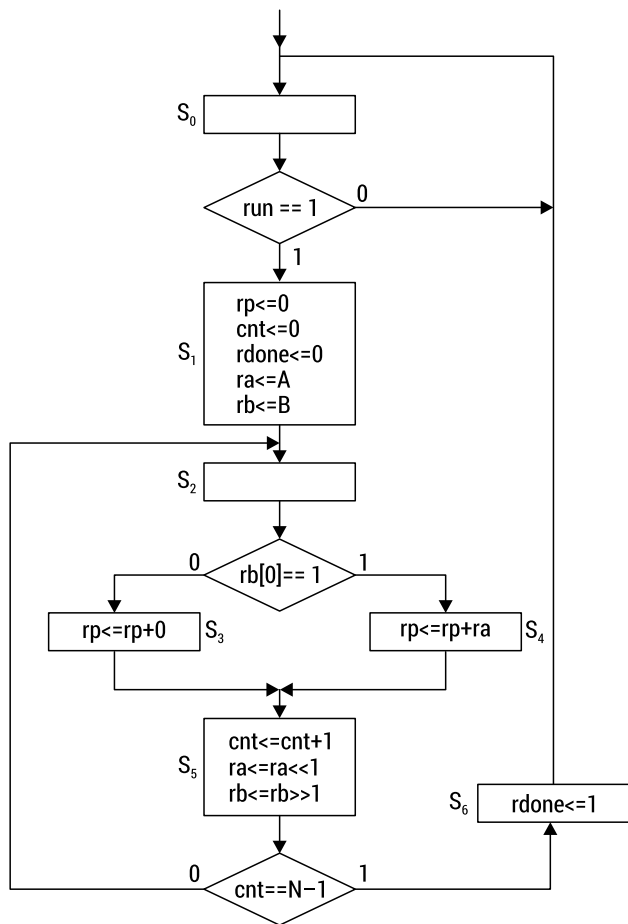 S₀
run == 1
0
1
rp<=0
cnt<=0
rdone<=0
ra<=A
rb<=B
S₁
S₂
0
rb[0]== 1
1
rp<=rp+0
S₃
rp<=rp+ra
S₄
cnt<=cnt+1
ra<=ra<<1
rb<=rb>>1
S₅
S₆
rdone<=1
0
cnt==N−1
1